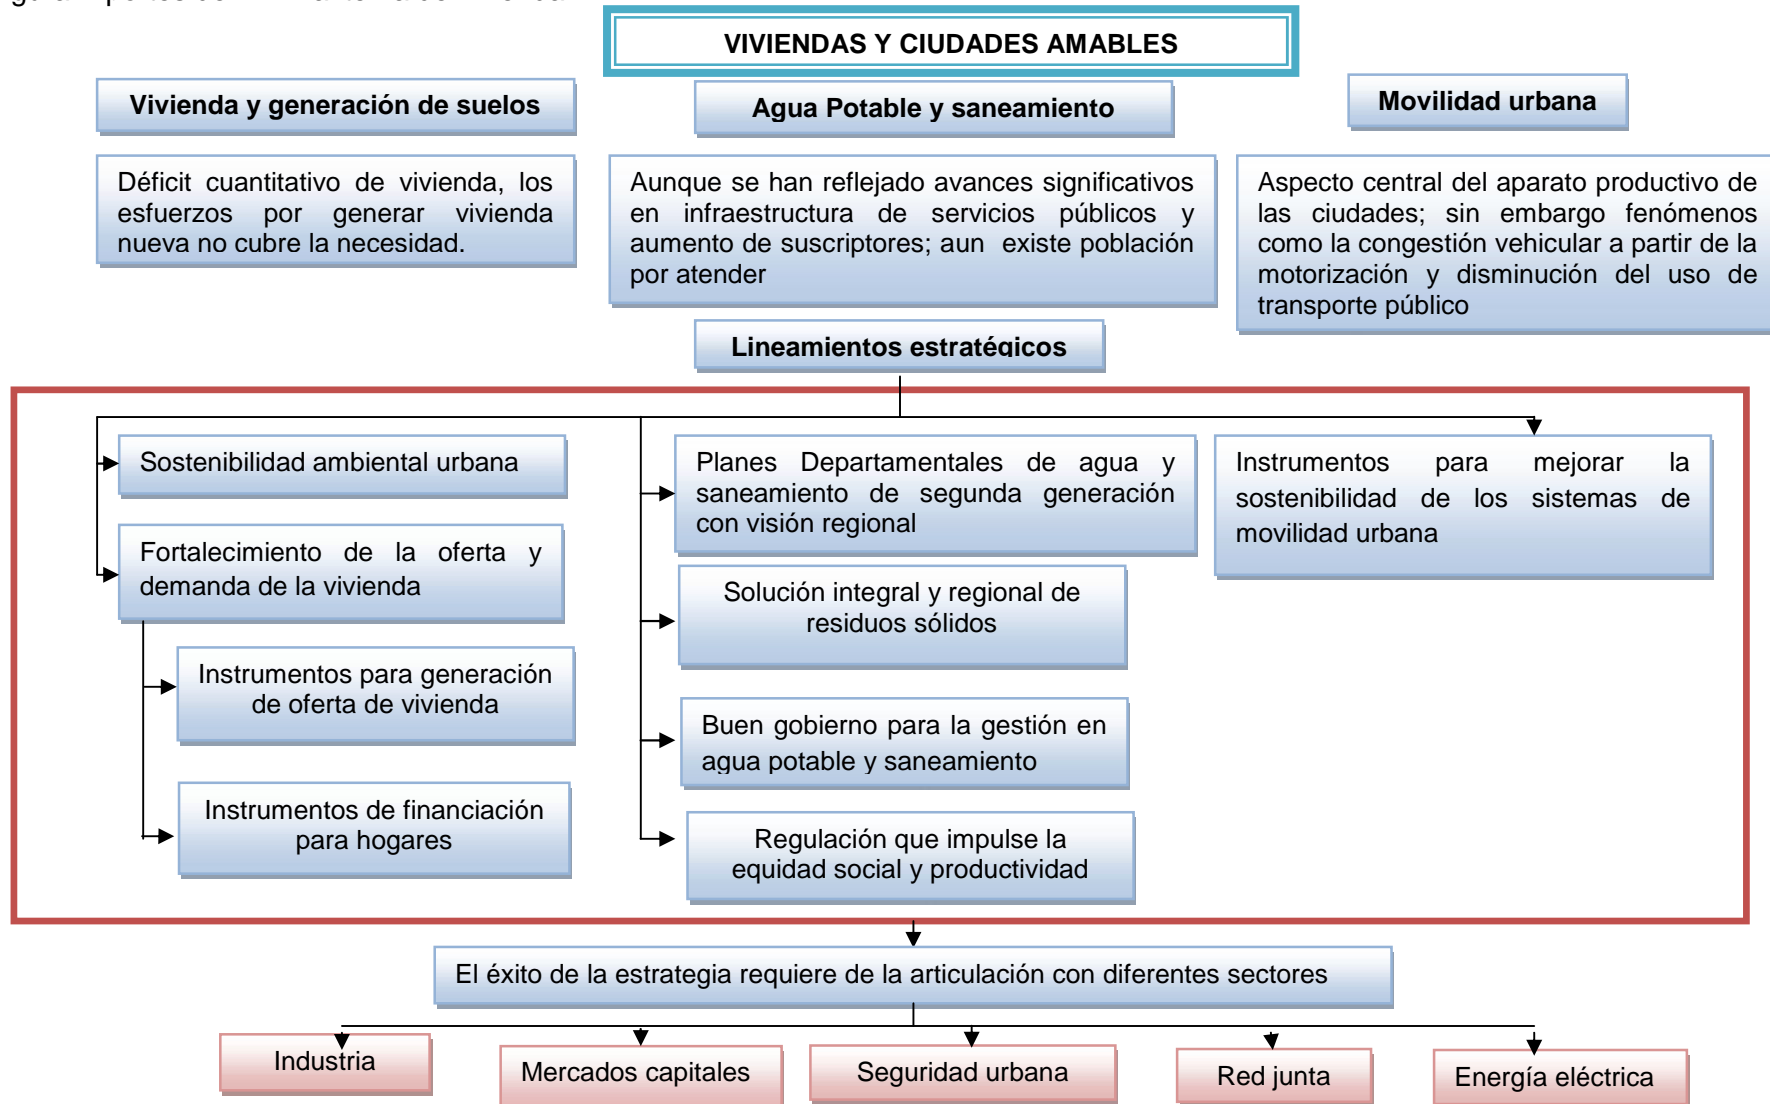 VIVIENDAS Y CIUDADES AMABLES
Vivienda y generación de suelos
Agua Potable y saneamiento
Movilidad urbana
Déficit cuantitativo de vivienda, los
esfuerzos por generar vivienda
nueva no cubre la necesidad.
Aunque se han reflejado avances significativos
en infraestructura de servicios públicos y
aumento de suscriptores; aun existe población
por atender
Aspecto central del aparato productivo de
las ciudades; sin embargo fenómenos
como la congestión vehicular a partir de la
motorización y disminución del uso de
transporte público
Lineamientos estratégicos
Sostenibilidad ambiental urbana
Fortalecimiento de la oferta y
demanda de la vivienda
Instrumentos para generación
de oferta de vivienda
Instrumentos de financiación
para hogares
Planes Departamentales de agua y
saneamiento de segunda generación
con visión regional
Solución integral y regional de
residuos sólidos
Buen gobierno para la gestión en
agua potable y saneamiento
Regulación que impulse la
equidad social y productividad
Instrumentos para mejorar la
sostenibilidad de los sistemas de
movilidad urbana
El éxito de la estrategia requiere de la articulación con diferentes sectores
Industria
Mercados capitales
Seguridad urbana
Red junta
Energía eléctrica